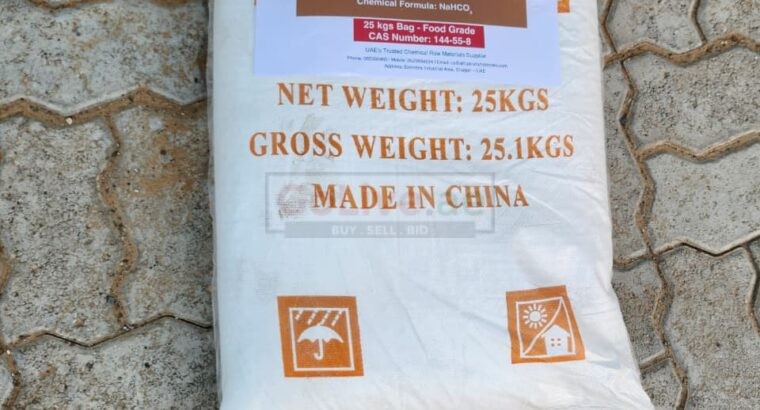 Chemical Formula: NaHCO₃
25 kgs Bag - Food Grade
CAS Number: 144-55-8
UAE's Trusted Chemical Raw Materials Supplier
NET WEIGHT: 25KGS
GROSS WEIGHT: 25.1KGS
MADE IN CHINA
BUY . SELL . BID